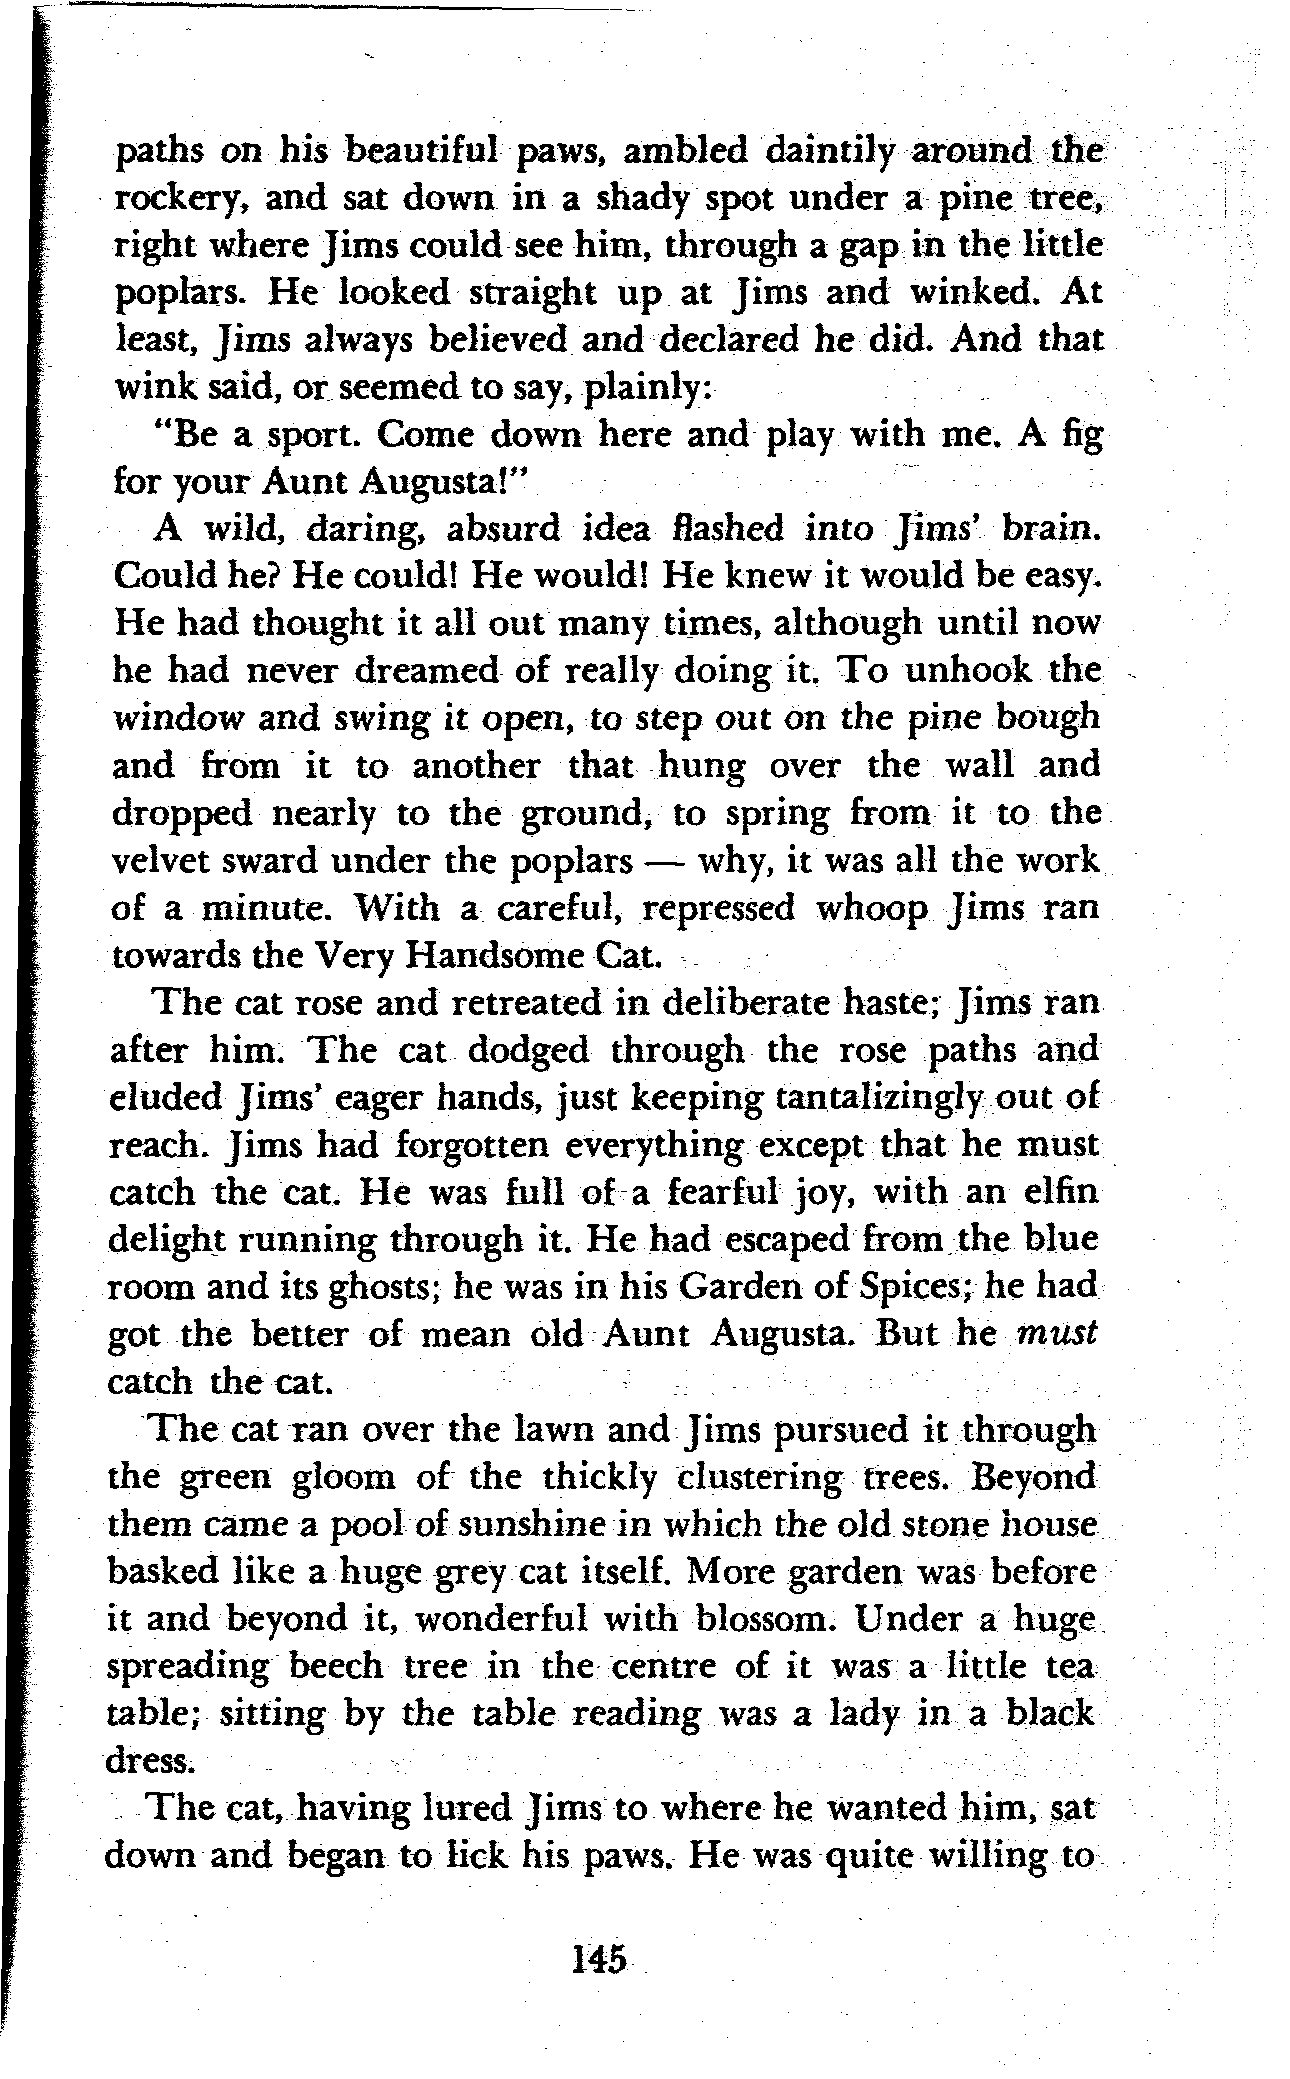 paths on his beautiful paws, ambled daintily around the
rockery, and sat down in a shady spot under a pine tree,
right where Jims could see him, through a gap in the little
poplars. He looked straight up at Jims and winked. At
least, Jims always believed and declared he did. And that
wink said, or seemed to say, plainly:
"Be a sport. Come down here and play with me. A fig
for your Aunt Augusta!"
A wild, daring, absurd idea flashed into Jims' brain.
Could he? He could! He would! He knew it would be easy.
He had thought it all out many times, although until now
he had never dreamed of really doing it. To unhook the
window and swing it open, to step out on the pine bough
and from it to another that hung over the wall and
dropped nearly to the ground, to spring from it to the
velvet sward under the poplars — why, it was all the work
of a minute. With a careful, repressed whoop Jims ran
towards the Very Handsome Cat.
The cat rose and retreated in deliberate haste; Jims ran
after him. The cat dodged through the rose paths and
eluded Jims' eager hands, just keeping tantalizingly out of
reach. Jims had forgotten everything except that he must
catch the cat. He was full of a fearful joy, with an elfin
delight running through it. He had escaped from the blue
room and its ghosts; he was in his Garden of Spices; he had
got the better of mean old Aunt Augusta. But he must
catch the cat.
The cat ran over the lawn and Jims pursued it through
the green gloom of the thickly clustering trees. Beyond
them came a pool of sunshine in which the old stone house
basked like a huge grey cat itself. More garden was before
it and beyond it, wonderful with blossom. Under a huge
spreading beech tree in the centre of it was a little tea
table; sitting by the table reading was a lady in a black
dress.
The cat, having lured Jims to where he wanted him, sat
down and began to lick his paws. He was quite willing to
145